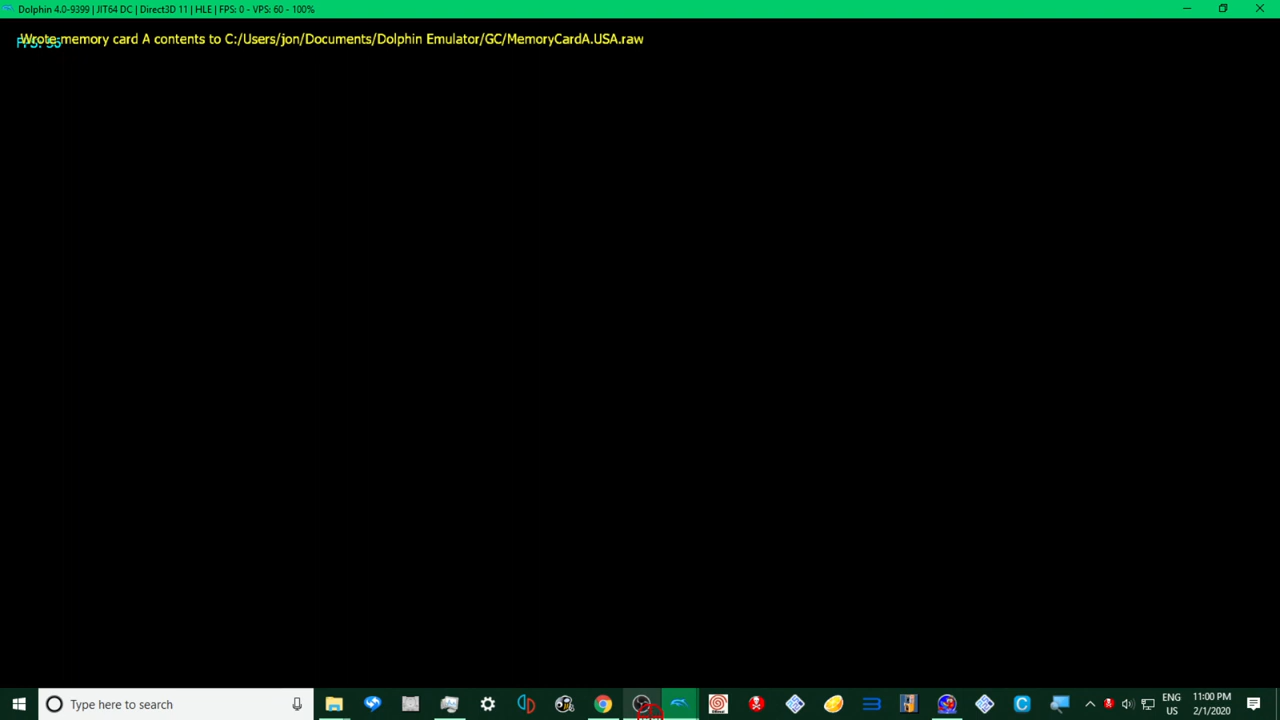 Dolphin 4.0-9399 | JIT64 DC | Direct3D 11 | HLE | FPS: 0 - VPS: 60 - 100%
Wrote memory card A contents to C:/Users/jon/Documents/Dolphin Emulator/GC/MemoryCardA.USA.raw
FPS: 56
Type here to search
ENG
US
11:00 PM
2/1/2020